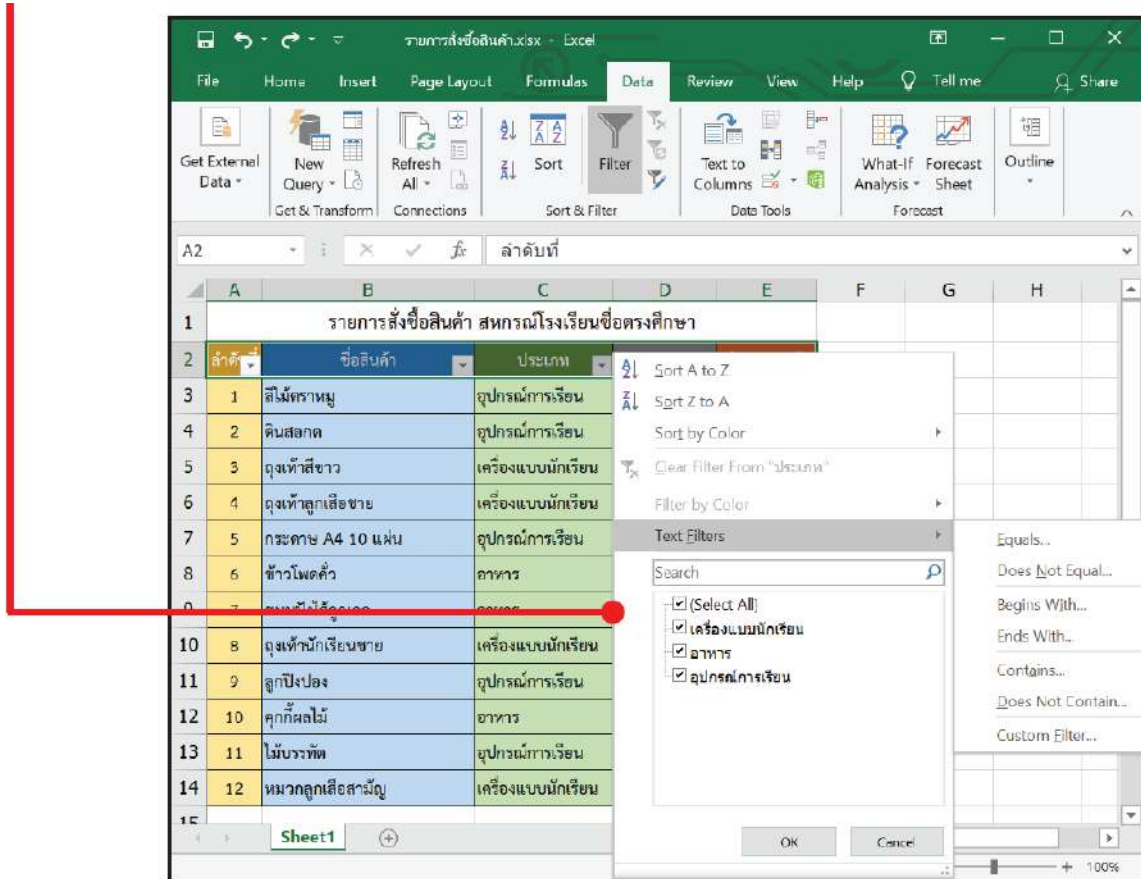 รายการสั่งซื้อสินค้า.xlsx - Excel
File Home Insert Page Layout Formulas Data Review View Help Tell me Share
Get External Data
New Query
Refresh All
Sort
Filter
Text to Columns
What-If Analysis
Forecast Sheet
Outline
Get & Transform Connections Sort & Filter Data Tools Forecast
A2 fx ลำดับที่
A B C D E F G H
1 รายการสั่งซื้อสินค้า สหกรณ์โรงเรียนซื่อตรงศึกษา
2 ชื่อสินค้า ประเภท
3 1 สีไม้ตราหมู อุปกรณ์การเรียน
4 2 ดินสอกด อุปกรณ์การเรียน
5 3 ถุงเท้าสีขาว เครื่องแบบนักเรียน
6 4 ถุงเท้าลูกเสือชาย เครื่องแบบนักเรียน
7 5 กระดาษ A4 10 แผ่น อุปกรณ์การเรียน
8 6 ข้าวโพดคั่ว อาหาร
9 7 อาหาร
10 8 ถุงเท้านักเรียนชาย เครื่องแบบนักเรียน
11 9 ลูกปิงปอง อุปกรณ์การเรียน
12 10 คุกกี้ผลไม้ อาหาร
13 11 ไม้บรรทัด อุปกรณ์การเรียน
14 12 หมวกลูกเสือสามัญ เครื่องแบบนักเรียน
15
Sort A to Z
Sort Z to A
Sort by Color
Clear Filter From "ประเภท"
Filter by Color
Text Filters
Search
(Select All)
เครื่องแบบนักเรียน
อาหาร
อุปกรณ์การเรียน
OK Cancel
Equals...
Does Not Equal...
Begins With...
Ends With...
Contains...
Does Not Contain...
Custom Filter...
Sheet1
100%